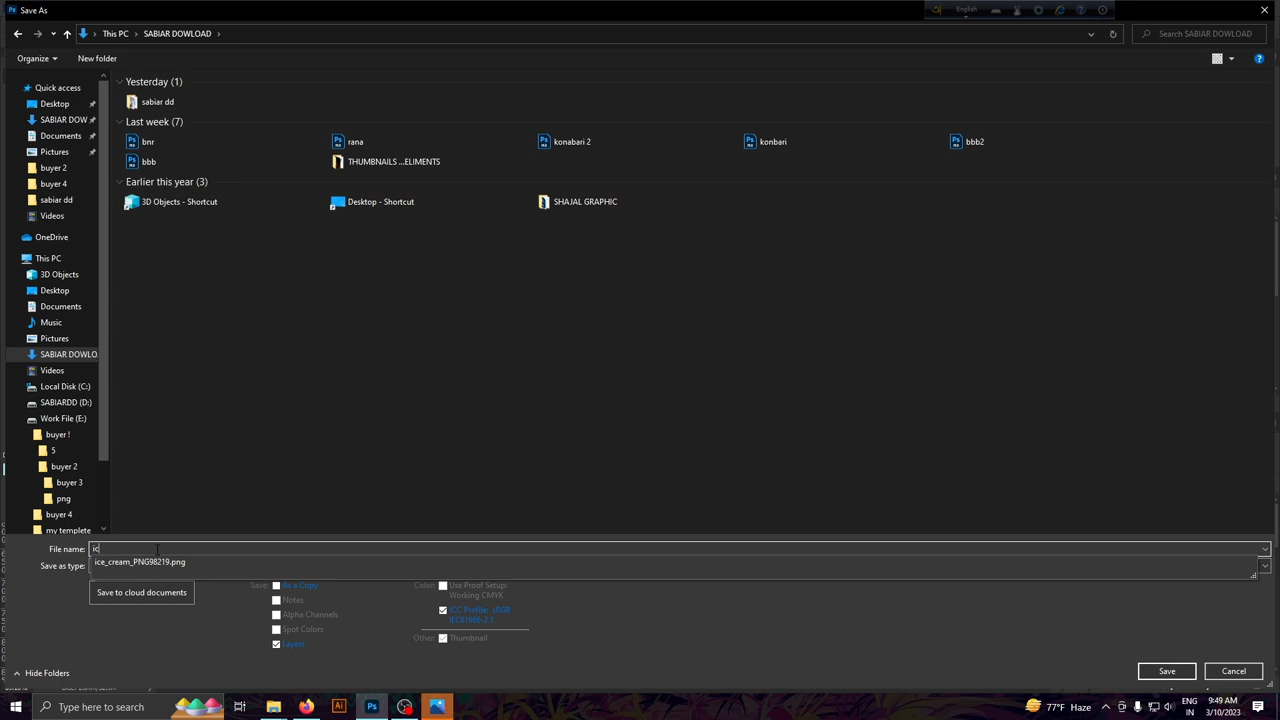 Save As
English
This PC > SABIAR DOWLOAD >
Search SABIAR DOWLOAD
Organize
New folder
Quick access
Desktop
SABIAR DOW
Documents
Pictures
buyer 2
buyer 4
sabiar dd
Videos
OneDrive
This PC
3D Objects
Desktop
Documents
Music
Pictures
SABIAR DOWLO
Videos
Local Disk (C:)
SABIARDD (D:)
Work File (E:)
buyer !
5
buyer 2
buyer 3
png
buyer 4
my templete
Yesterday (1)
sabiar dd
Last week (7)
bnr
rana
konabari 2
konbari
bbb2
bbb
THUMBNAILS ...ELIMENTS
Earlier this year (3)
3D Objects - Shortcut
Desktop - Shortcut
SHAJAL GRAPHIC
File name: ic
ice_cream_PNG98219.png
Save as type:
Save to cloud documents
Save:
As a Copy
Notes
Alpha Channels
Spot Colors
Layers
Color:
Use Proof Setup:
Working CMYK
ICC Profile: sRGB
IEC61966-2.1
Other:
Thumbnail
Hide Folders
Save
Cancel
Type here to search
Ai
Ps
77°F Haze
ENG
IN
9:49 AM
3/10/2023